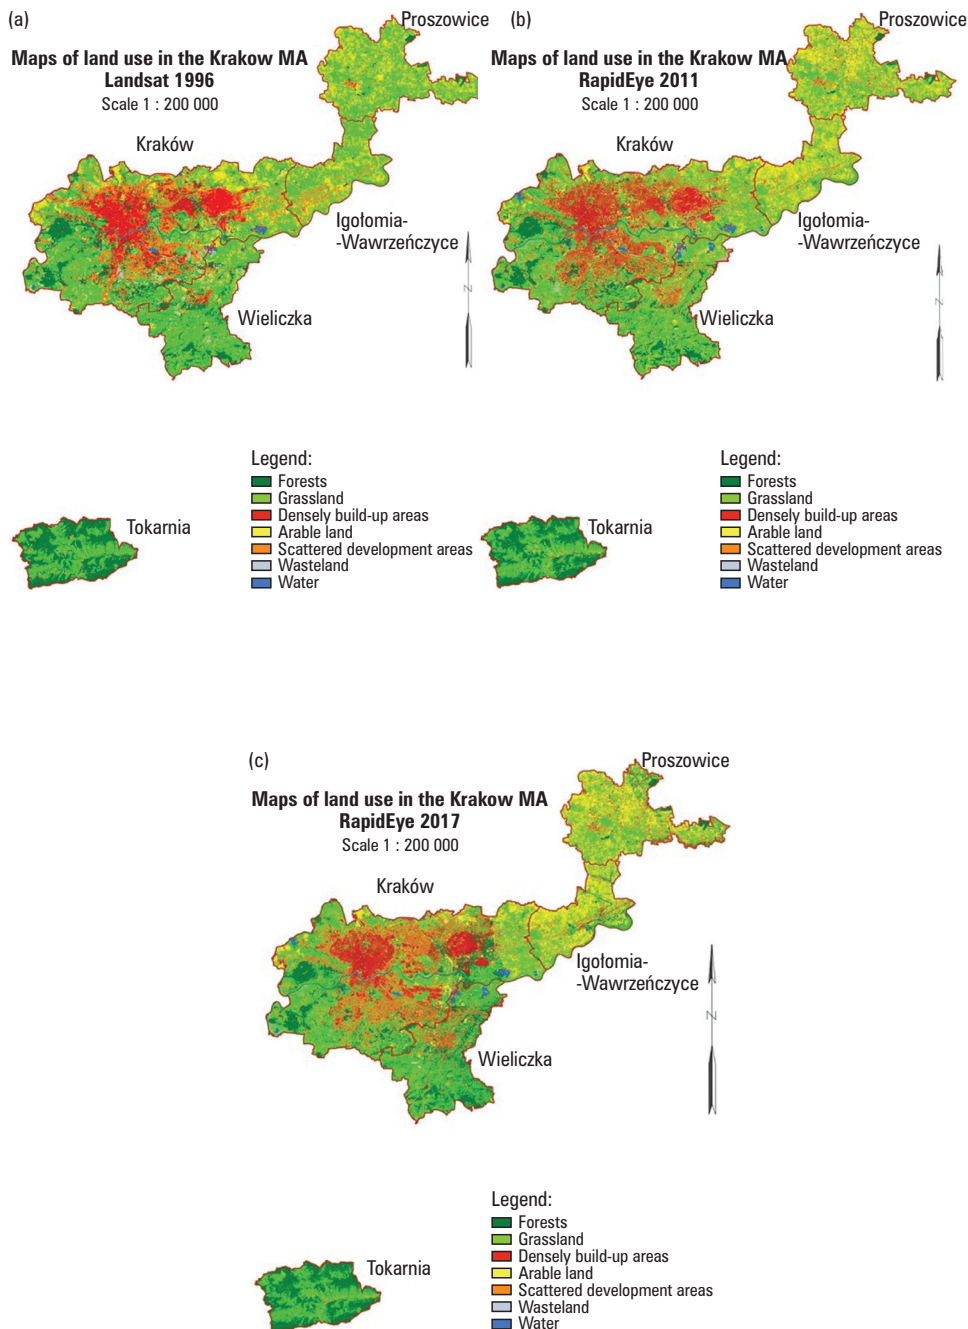 (a)
Proszowice
Maps of land use in the Krakow MA
Landsat 1996
Scale 1 : 200 000
Kraków
Igołomia-
-Wawrzeńczyce
Wieliczka
N
Tokarnia
Legend:
Forests
Grassland
Densely build-up areas
Arable land
Scattered development areas
Wasteland
Water
(b)
Proszowice
Maps of land use in the Krakow MA
RapidEye 2011
Scale 1 : 200 000
Kraków
Igołomia-
-Wawrzeńczyce
Wieliczka
N
Tokarnia
Legend:
Forests
Grassland
Densely build-up areas
Arable land
Scattered development areas
Wasteland
Water
(c)
Proszowice
Maps of land use in the Krakow MA
RapidEye 2017
Scale 1 : 200 000
Kraków
Igołomia-
-Wawrzeńczyce
Wieliczka
N
Tokarnia
Legend:
Forests
Grassland
Densely build-up areas
Arable land
Scattered development areas
Wasteland
Water